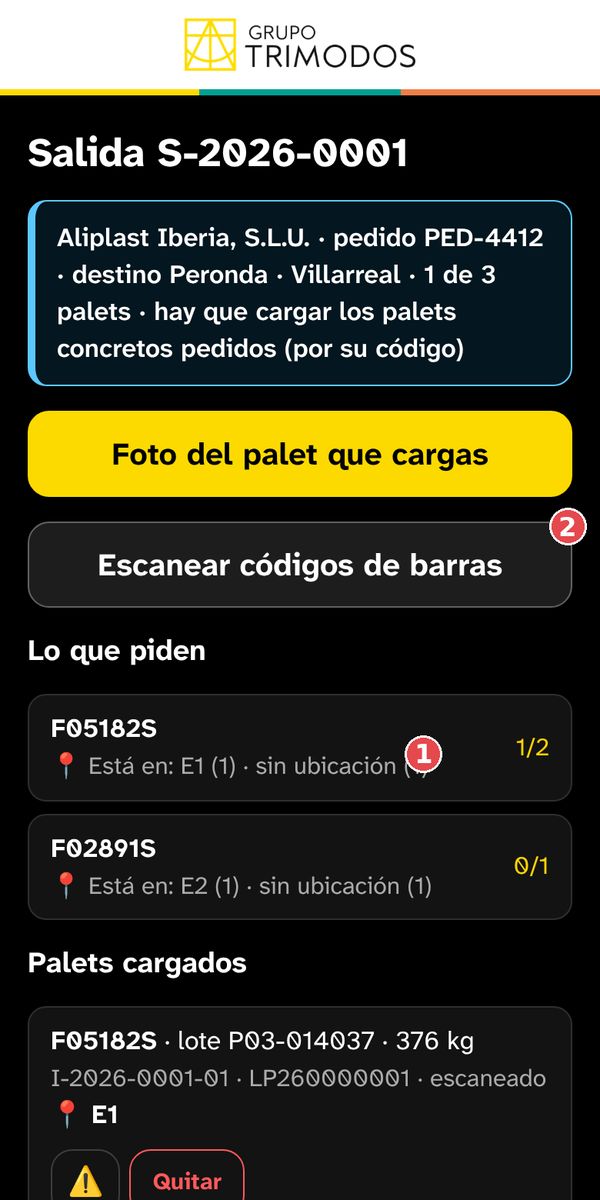 GRUPO
TRIMODOS
Salida S-2026-0001
Aliplast Iberia, S.L.U. · pedido PED-4412
· destino Peronda · Villarreal · 1 de 3
palets · hay que cargar los palets
concretos pedidos (por su código)
Foto del palet que cargas
2
Escanear códigos de barras
Lo que piden
F05182S
1/2
📍 Está en: E1 (1) · sin ubicación
1
F02891S
0/1
📍 Está en: E2 (1) · sin ubicación (1)
Palets cargados
F05182S · lote P03-014037 · 376 kg
I-2026-0001-01 · LP260000001 · escaneado
📍 E1
⚠️ Quitar